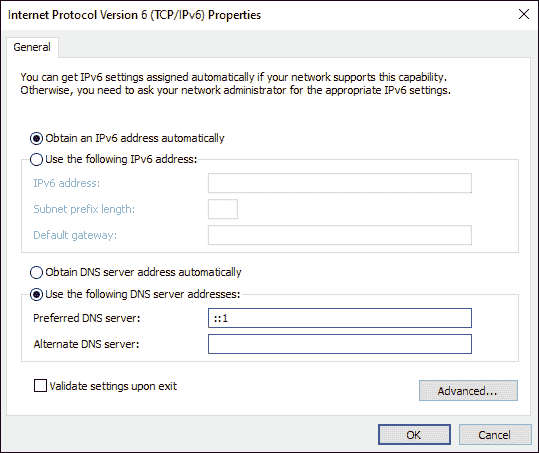 Internet Protocol Version 6 (TCP/IPv6) Properties
General
You can get IPv6 settings assigned automatically if your network supports this capability.
Otherwise, you need to ask your network administrator for the appropriate IPv6 settings.
Obtain an IPv6 address automatically
Use the following IPv6 address:
IPv6 address:
Subnet prefix length:
Default gateway:
Obtain DNS server address automatically
Use the following DNS server addresses:
Preferred DNS server: ::1
Alternate DNS server:
Validate settings upon exit
Advanced...
OK Cancel